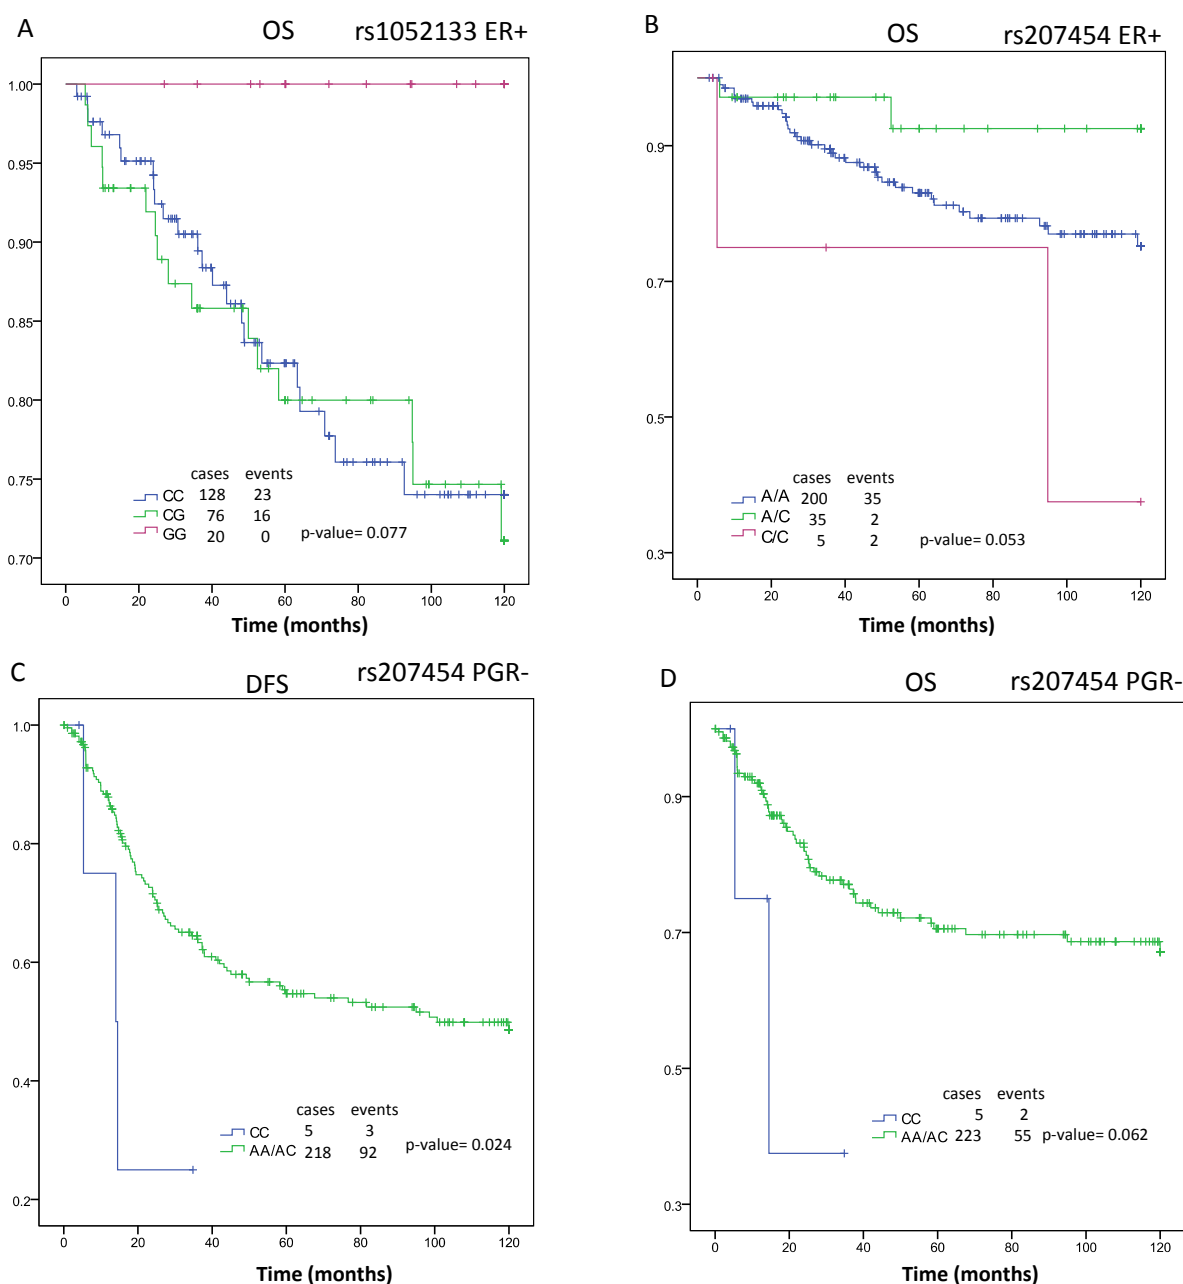 A
OS
rs1052133 ER+
1.00
0.95
0.90
0.85
0.80
0.75
0.70
cases events
CC 128 23
CG 76 16
GG 20 0
p-value= 0.077
0 20 40 60 80 100 120
Time (months)
B
OS
rs207454 ER+
0.9
0.7
0.5
0.3
cases events
A/A 200 35
A/C 35 2
C/C 5 2
p-value= 0.053
0 20 40 60 80 100 120
Time (months)
C
DFS
rs207454 PGR-
1.0
0.8
0.6
0.4
0.2
cases events
CC 5 3
AA/AC 218 92
p-value= 0.024
0 20 40 60 80 100 120
Time (months)
D
OS
rs207454 PGR-
0.9
0.7
0.5
0.3
cases events
CC 5 2
AA/AC 223 55 p-value= 0.062
0 20 40 60 80 100 120
Time (months)